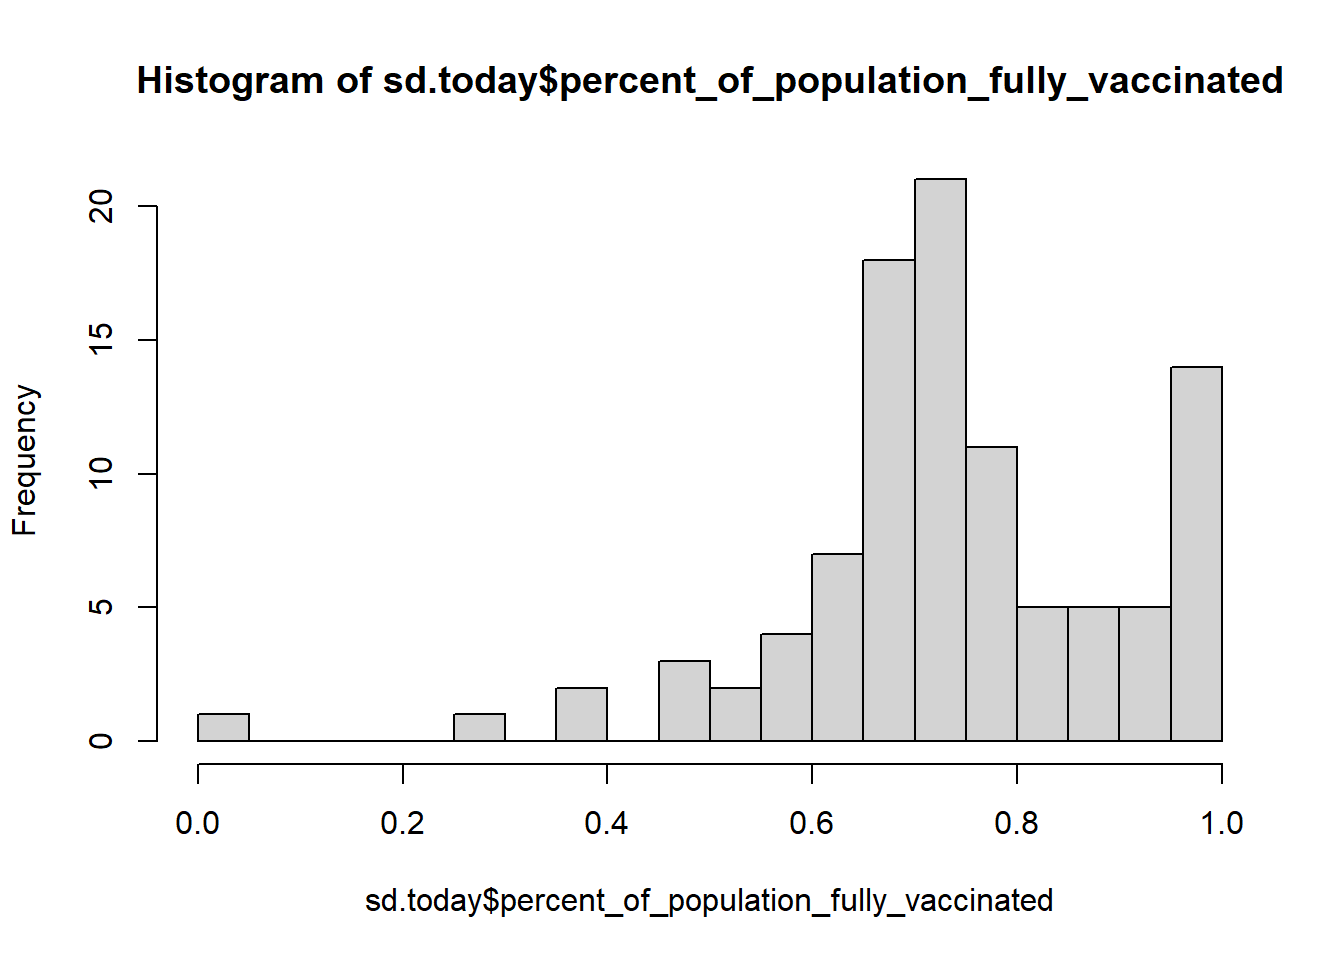 Histogram of sd.today$percent_of_population_fully_vaccinated
Frequency
20
15
10
5
0
0.0 0.2 0.4 0.6 0.8 1.0
sd.today$percent_of_population_fully_vaccinated